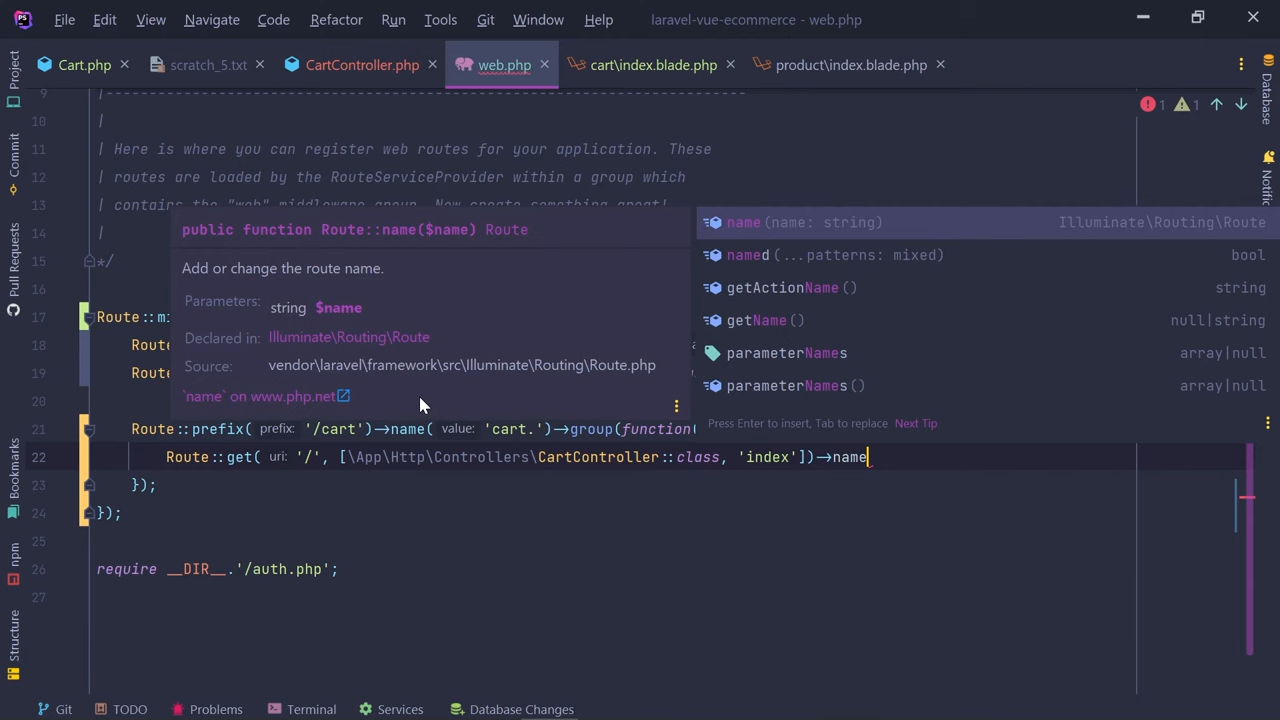 File Edit View Navigate Code Refactor Run Tools Git Window Help laravel-vue-ecommerce - web.php
Cart.php scratch_5.txt CartController.php web.php cart\index.blade.php product\index.blade.php
Project
Commit
Pull Requests
Bookmarks
npm
Structure
Database
1 1
9 |--------------------------------------------------------------------------
10 |
11 | Here is where you can register web routes for your application. These
12 | routes are loaded by the RouteServiceProvider within a group which
13 | contains the "web" middleware group. Now create something great!
14 |
15 */
16
17 Route::mi
18 Route
19 Route
20
21 Route::prefix( prefix: '/cart')->name( value: 'cart.')->group(function(
22 Route::get( uri: '/', [\App\Http\Controllers\CartController::class, 'index'])->name
23 });
24 });
25
26 require __DIR__.'/auth.php';
27
public function Route::name($name) Route
Add or change the route name.
Parameters: string $name
Declared in: Illuminate\Routing\Route
Source: vendor\laravel\framework\src\Illuminate\Routing\Route.php
`name` on www.php.net
name(name: string) Illuminate\Routing\Route
named(...patterns: mixed) bool
getActionName() string
getName() null|string
parameterNames array|null
parameterNames() array|null
Press Enter to insert, Tab to replace Next Tip
Git TODO Problems Terminal Services Database Changes